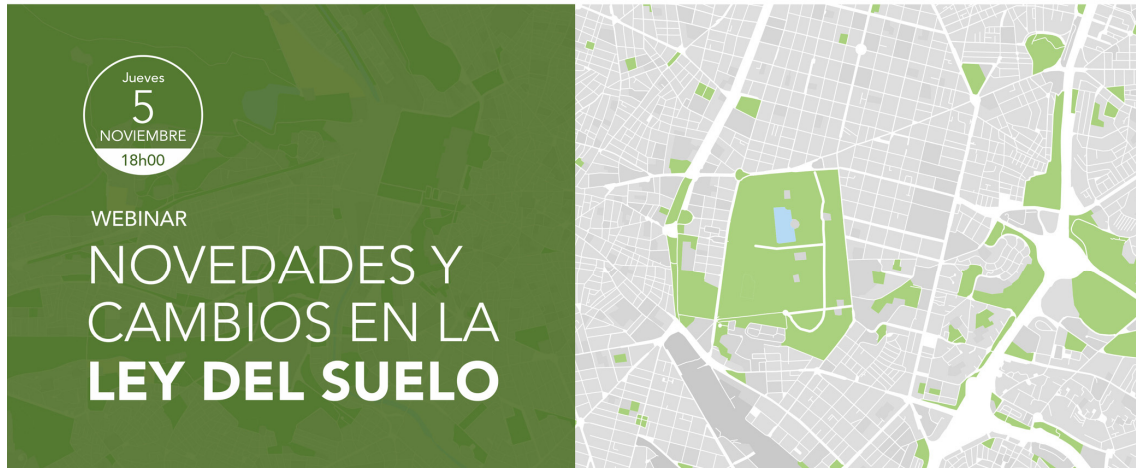 Jueves
5
NOVIEMBRE
18h00
WEBINAR
NOVEDADES Y
CAMBIOS EN LA
LEY DEL SUELO